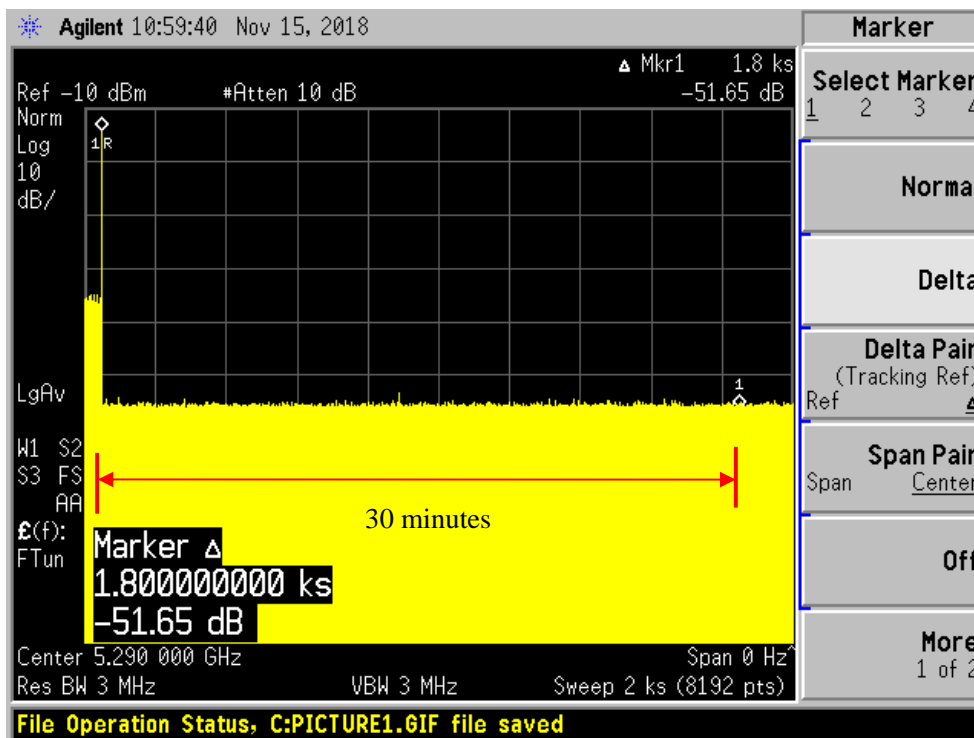 Agilent 10:59:40 Nov 15, 2018
Δ Mkr1 1.8 ks
Ref -10 dBm #Atten 10 dB -51.65 dB
Norm
Log
10
dB/
1R
1
LgAv
W1 S2
S3 FS
AA
£(f):
FTun
30 minutes
Marker Δ
1.800000000 ks
-51.65 dB
Center 5.290 000 GHz Span 0 Hz^
Res BW 3 MHz VBW 3 MHz Sweep 2 ks (8192 pts)
File Operation Status, C:PICTURE1.GIF file saved
Marker
Select Marker
1 2 3 4
Norma
Delta
Delta Pair
(Tracking Ref)
Ref Δ
Span Pair
Span Center
Off
More
1 of 2